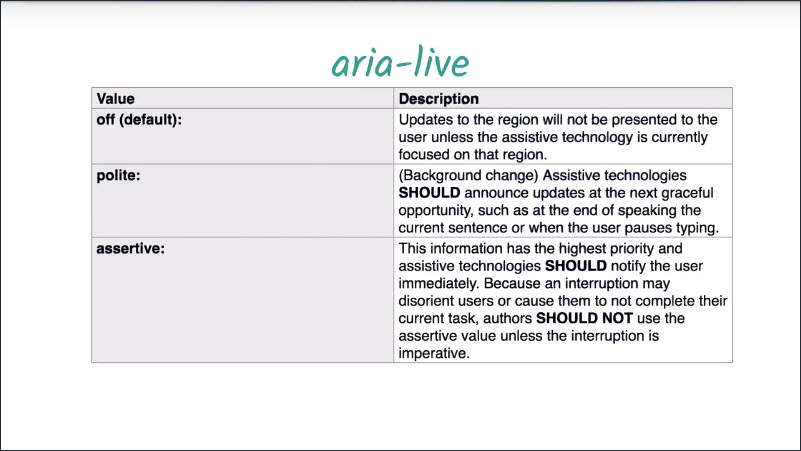 aria-live
Value
Description
off (default):
Updates to the region will not be presented to the
user unless the assistive technology is currently
focused on that region.
polite:
(Background change) Assistive technologies
SHOULD announce updates at the next graceful
opportunity, such as at the end of speaking the
current sentence or when the user pauses typing.
assertive:
This information has the highest priority and
assistive technologies SHOULD notify the user
immediately. Because an interruption may
disorient users or cause them to not complete their
current task, authors SHOULD NOT use the
assertive value unless the interruption is
imperative.